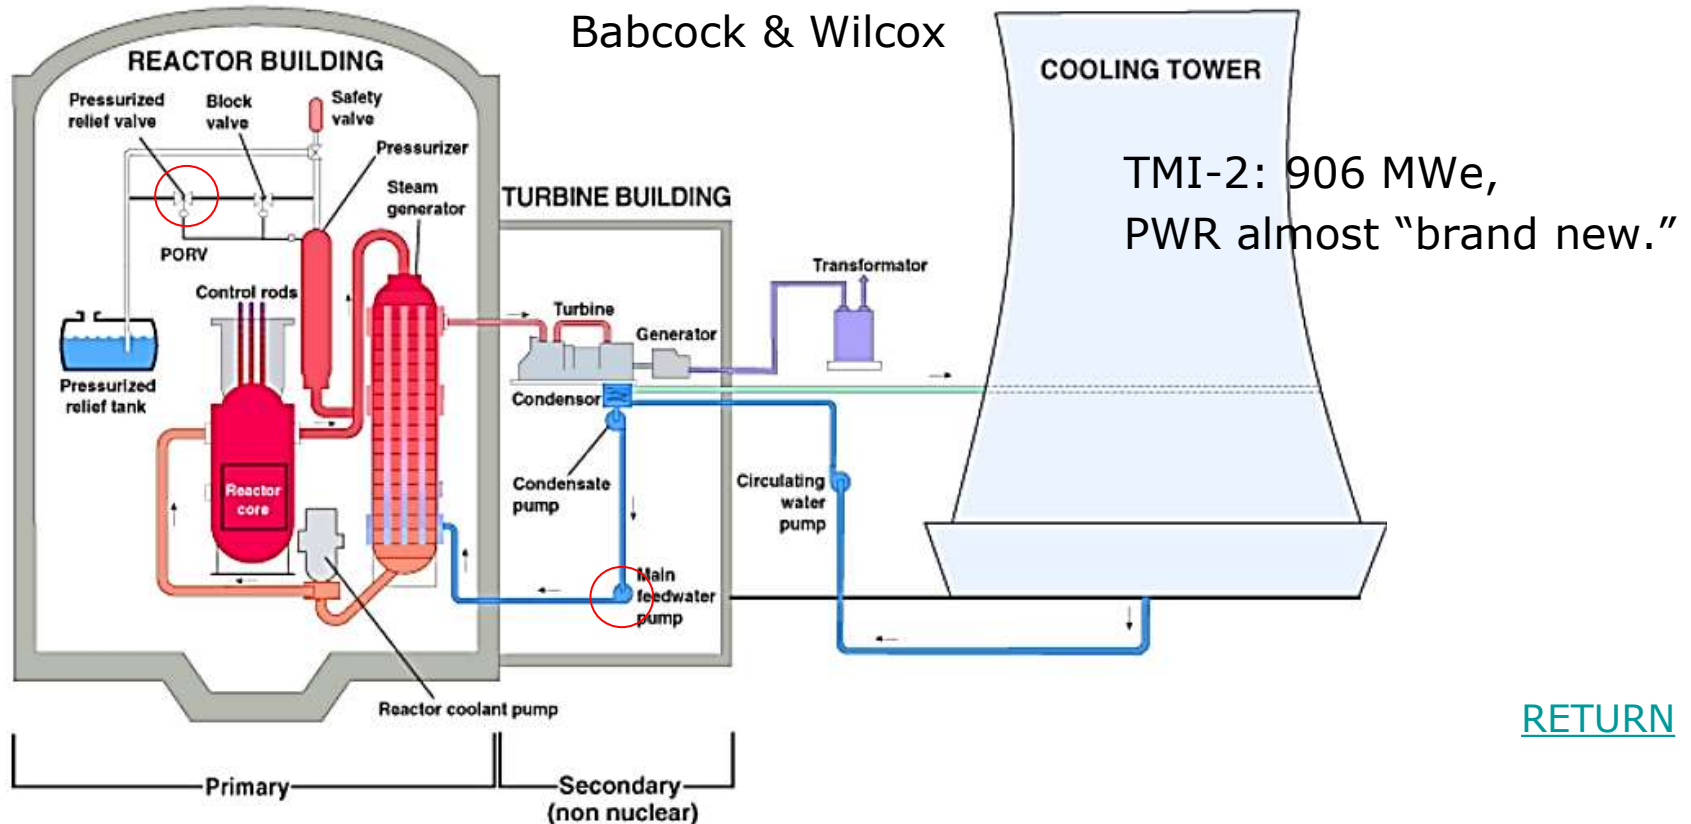 Babcock & Wilcox
REACTOR BUILDING
COOLING TOWER
Pressurized
relief valve
Block
valve
Safety
valve
Pressurizer
Steam
generator
TURBINE BUILDING
TMI-2: 906 MWe,
PWR almost “brand new.”
PORV
Control rods
Transformator
Turbine
Generator
Pressurized
relief tank
Condensor
Reactor
core
Condensate
pump
Circulating
water
pump
Main
feedwater
pump
Reactor coolant pump
RETURN
Primary
Secondary
(non nuclear)